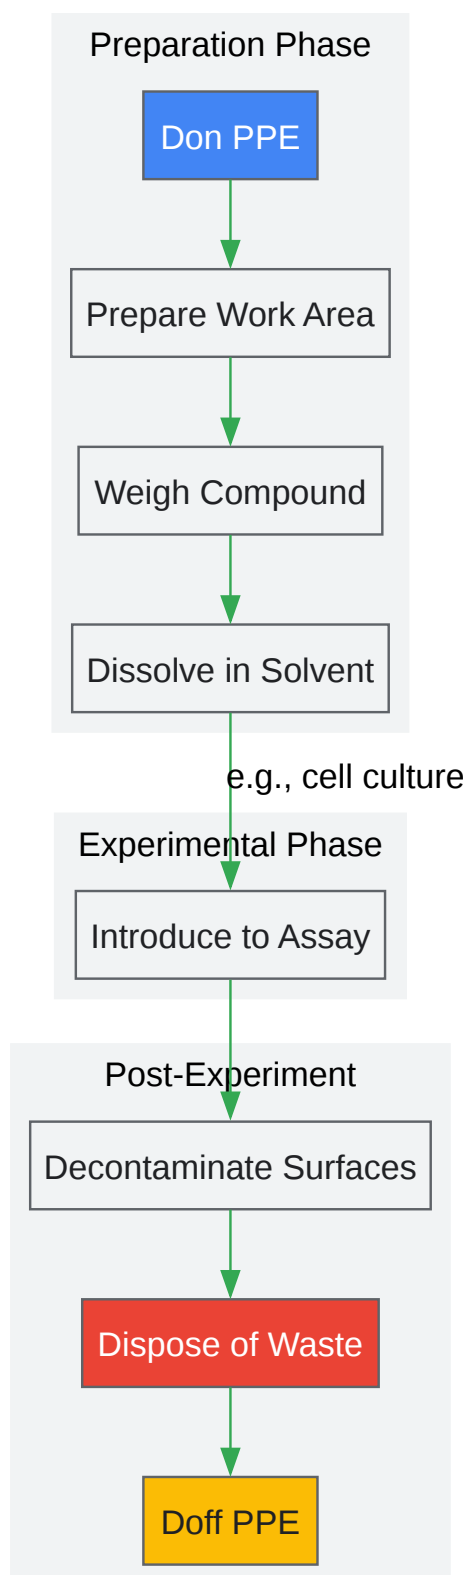 Preparation Phase
Don PPE
Prepare Work Area
Weigh Compound
Dissolve in Solvent
e.g., cell culture
Experimental Phase
Introduce to Assay
Post-Experiment
Decontaminate Surfaces
Dispose of Waste
Doff PPE